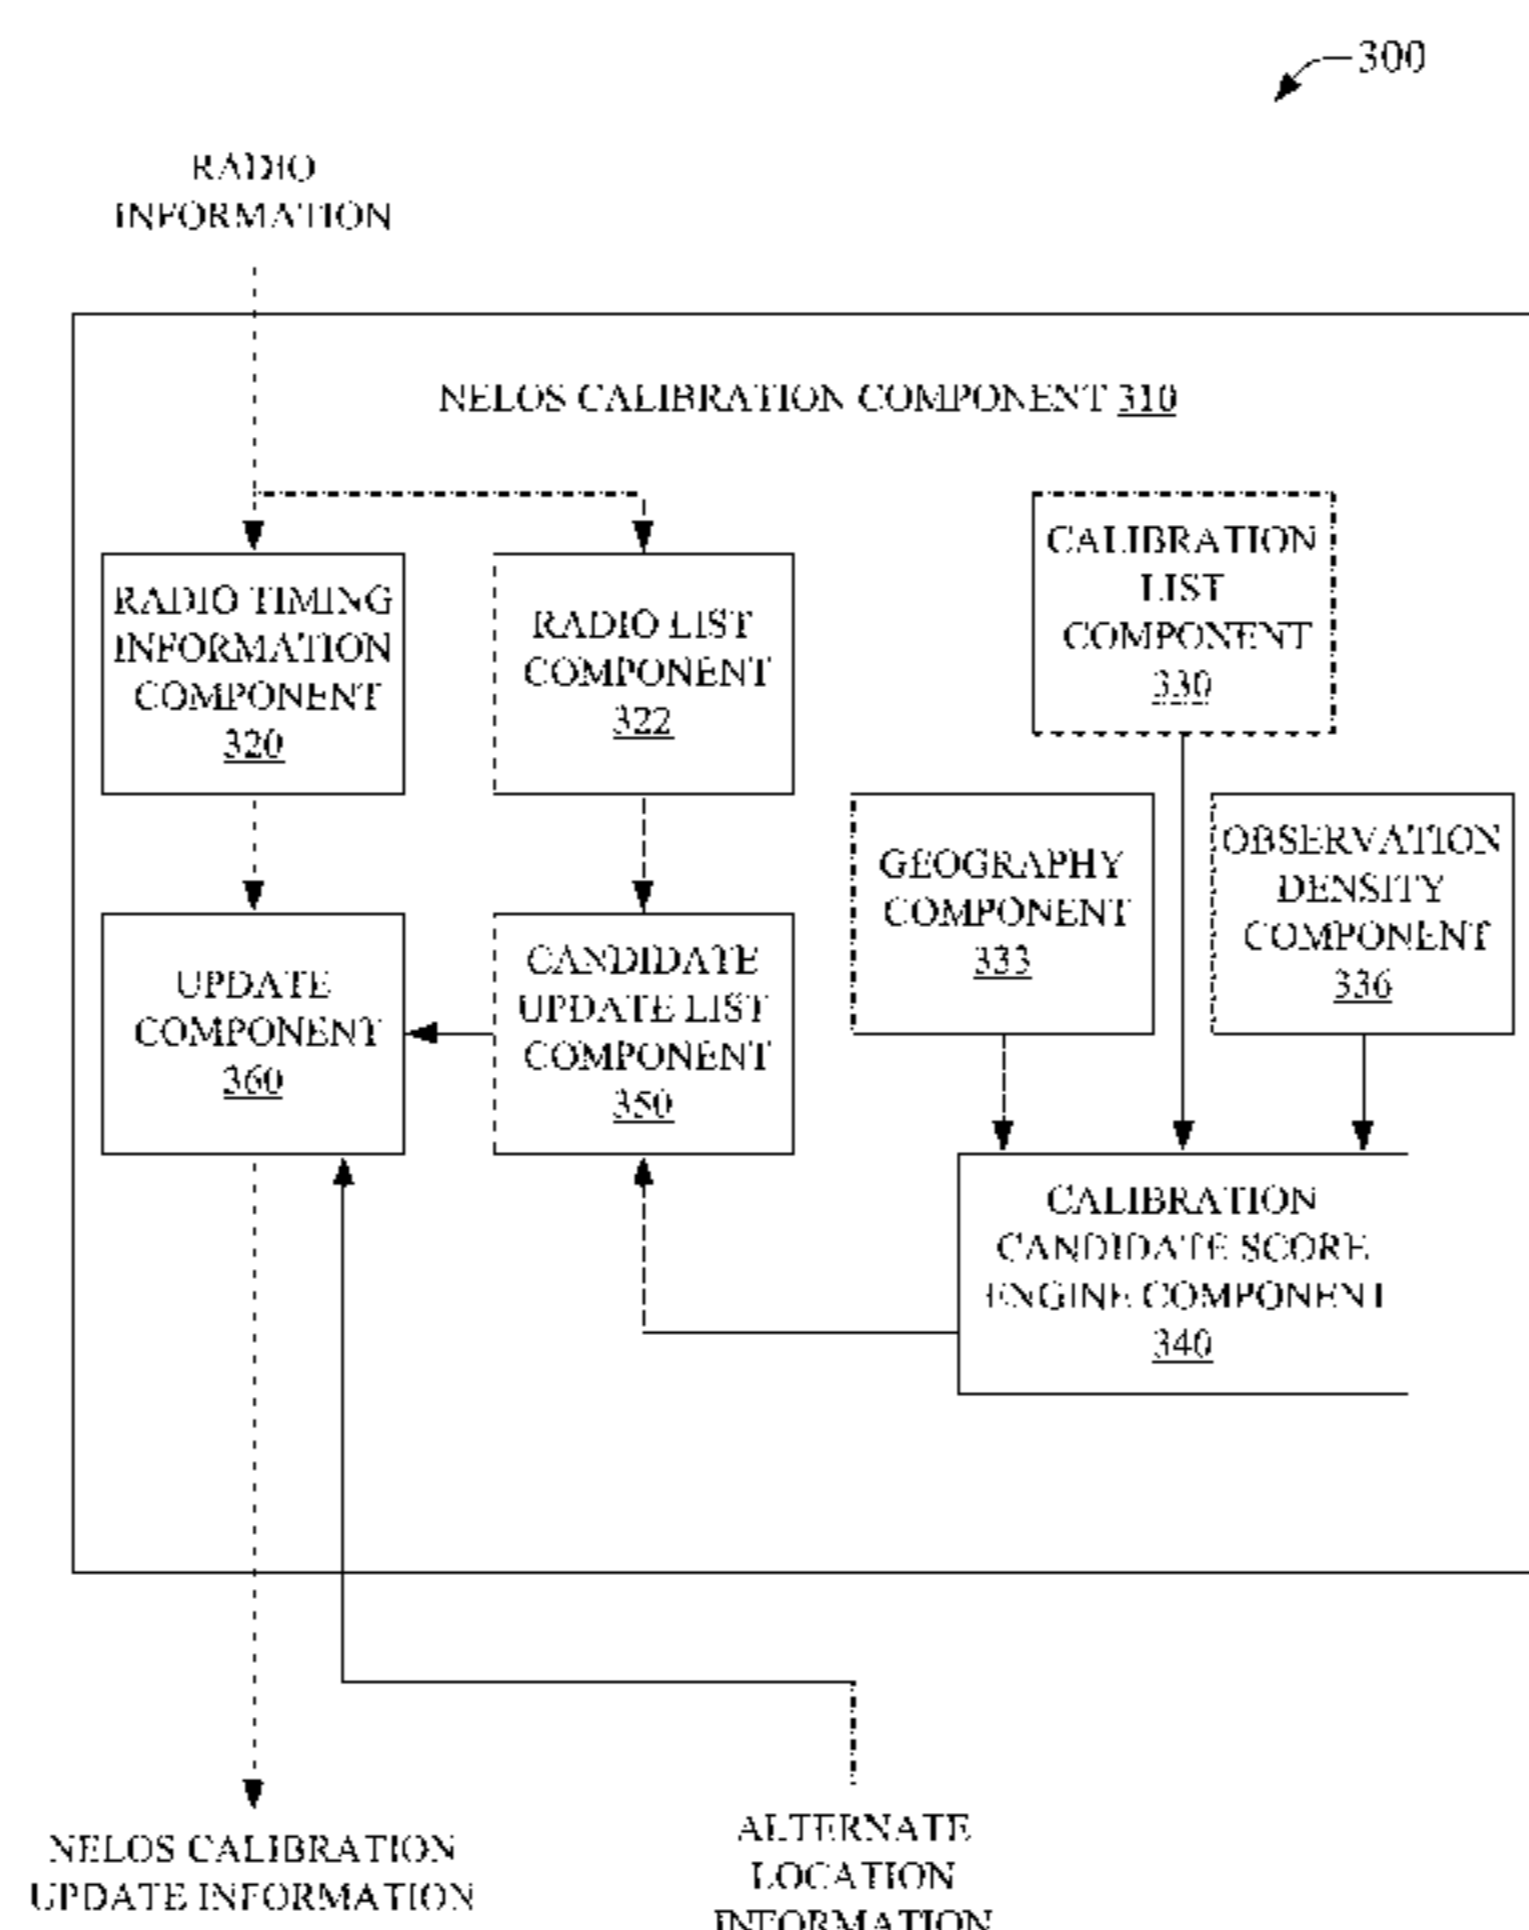 300
RADIO
INFORMATION
NELOS CALIBRATION COMPONENT 310
RADIO TIMING
INFORMATION
COMPONENT
320
RADIO LIST
COMPONENT
322
CALIBRATION
LIST
COMPONENT
330
GEOGRAPHY
COMPONENT
333
OBSERVATION
DENSITY
COMPONENT
336
UPDATE
COMPONENT
360
CANDIDATE
UPDATE LIST
COMPONENT
350
CALIBRATION
CANDIDATE SCORE
ENGINE COMPONENT
340
NELOS CALIBRATION
UPDATE INFORMATION
ALTERNATE
LOCATION
INFORMATION